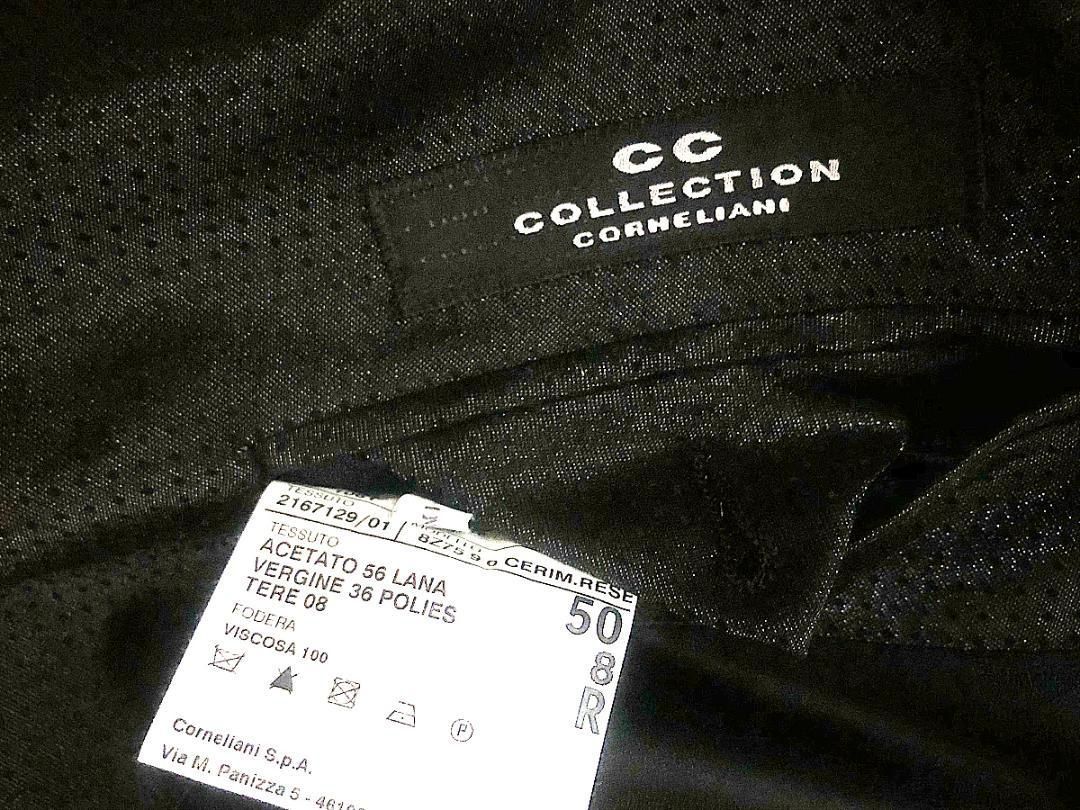 CC
COLLECTION
CORNELIANI
TESSUTO
2167129/01
CERIM.RESE
TESSUTO
ACETATO 56 LANA
VERGINE 36 POLIES
TERE 08
FODERA
VISCOSA 100
50
8
R
P
Corneliani S.p.A.
Via M. Panizza 5 -